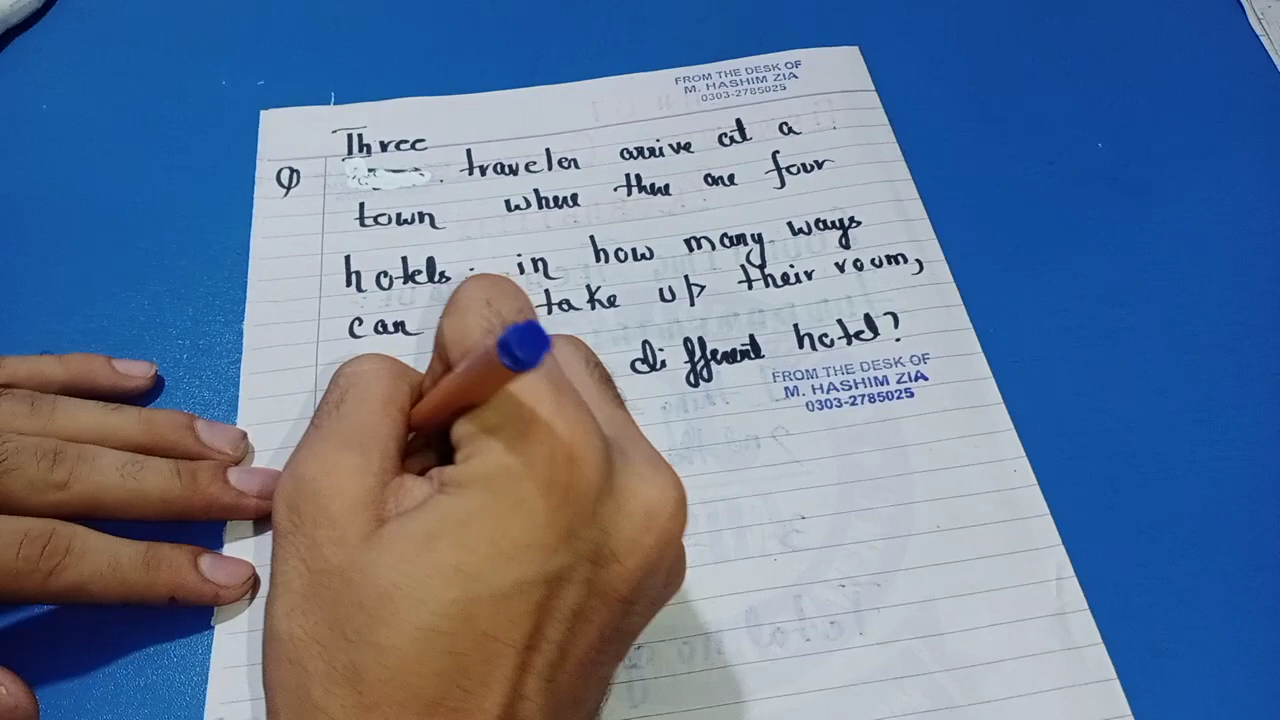 FROM THE DESK OF
M. HASHIM ZIA
0303-2785025
Three
Q traveler arrive at a
town where there are four
hotels. in how many ways
can take up their room,
different hotel?
FROM THE DESK OF
M. HASHIM ZIA
0303-2785025